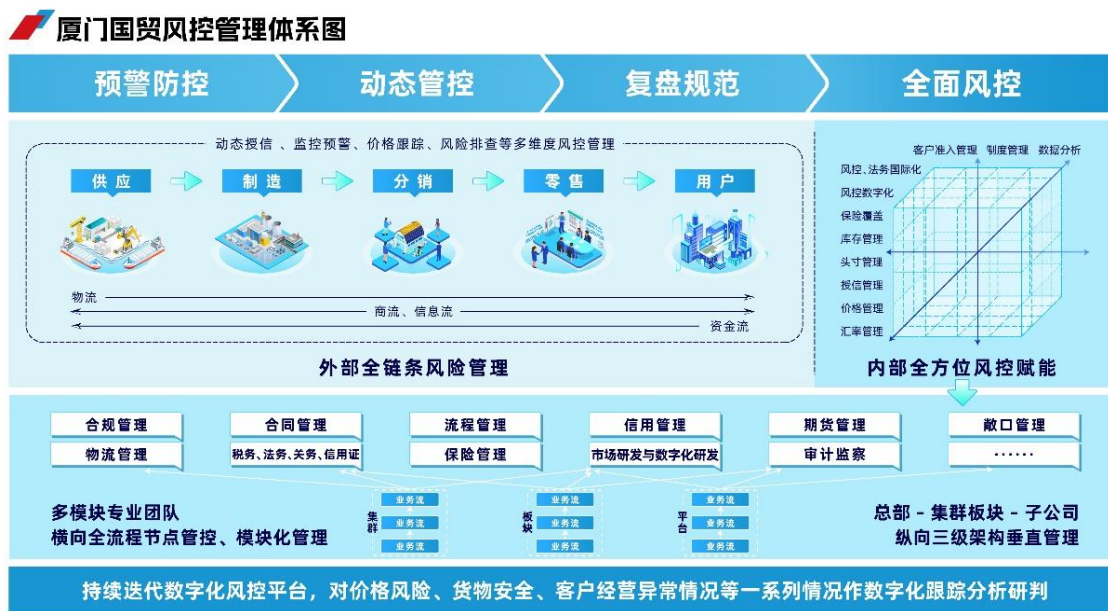 厦门国贸风控管理体系图
预警防控
动态管控
复盘规范
全面风控
动态授信 、监控预警、价格跟踪、风险排查等多维度风控管理
供应
制造
分销
零售
用户
物流
商流、信息流
资金流
外部全链条风险管理
客户准入管理 制度管理 数据分析
风控、法务国际化
风控数字化
保险覆盖
库存管理
头寸管理
授信管理
价格管理
汇率管理
内部全方位风控赋能
合规管理
合同管理
流程管理
信用管理
期货管理
敞口管理
物流管理
税务、法务、关务、信用证
保险管理
市场研发与数字化研发
审计监察
······
多模块专业团队
横向全流程节点管控、模块化管理
集群
业务流
业务流
业务流
板块
业务流
业务流
业务流
平台
业务流
业务流
业务流
总部 – 集群板块 – 子公司
纵向三级架构垂直管理
持续迭代数字化风控平台，对价格风险、货物安全、客户经营异常情况等一系列情况作数字化跟踪分析研判